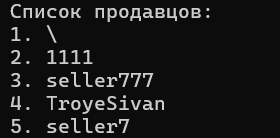 Список продавцов:
1. \
2. 1111
3. seller777
4. TroyeSivan
5. seller7